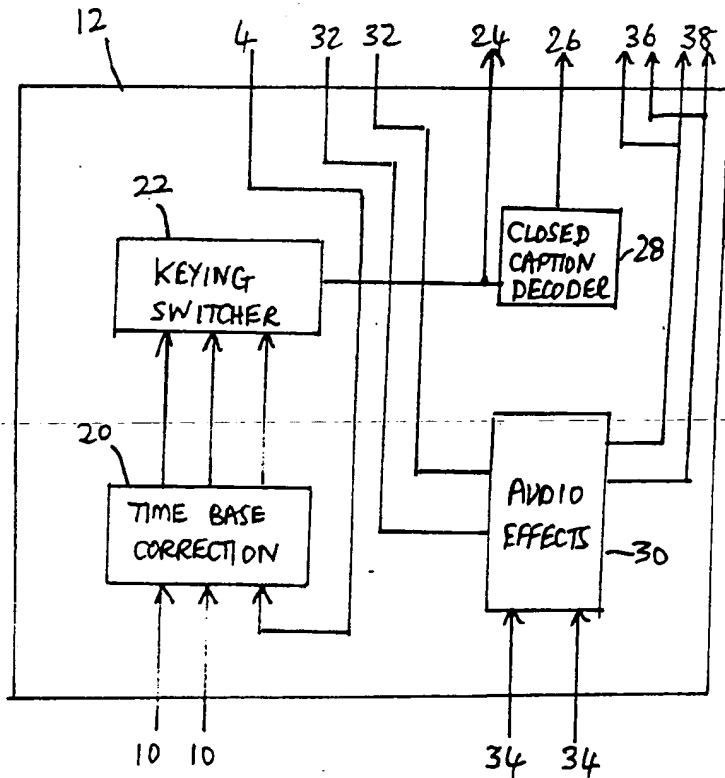 12
4
32
32
24
26
36
38
22
KEYING
SWITCHER
CLOSED
CAPTION
DECODER
28
20
TIME BASE
CORRECTION
AUDIO
EFFECTS
30
10
10
34
34